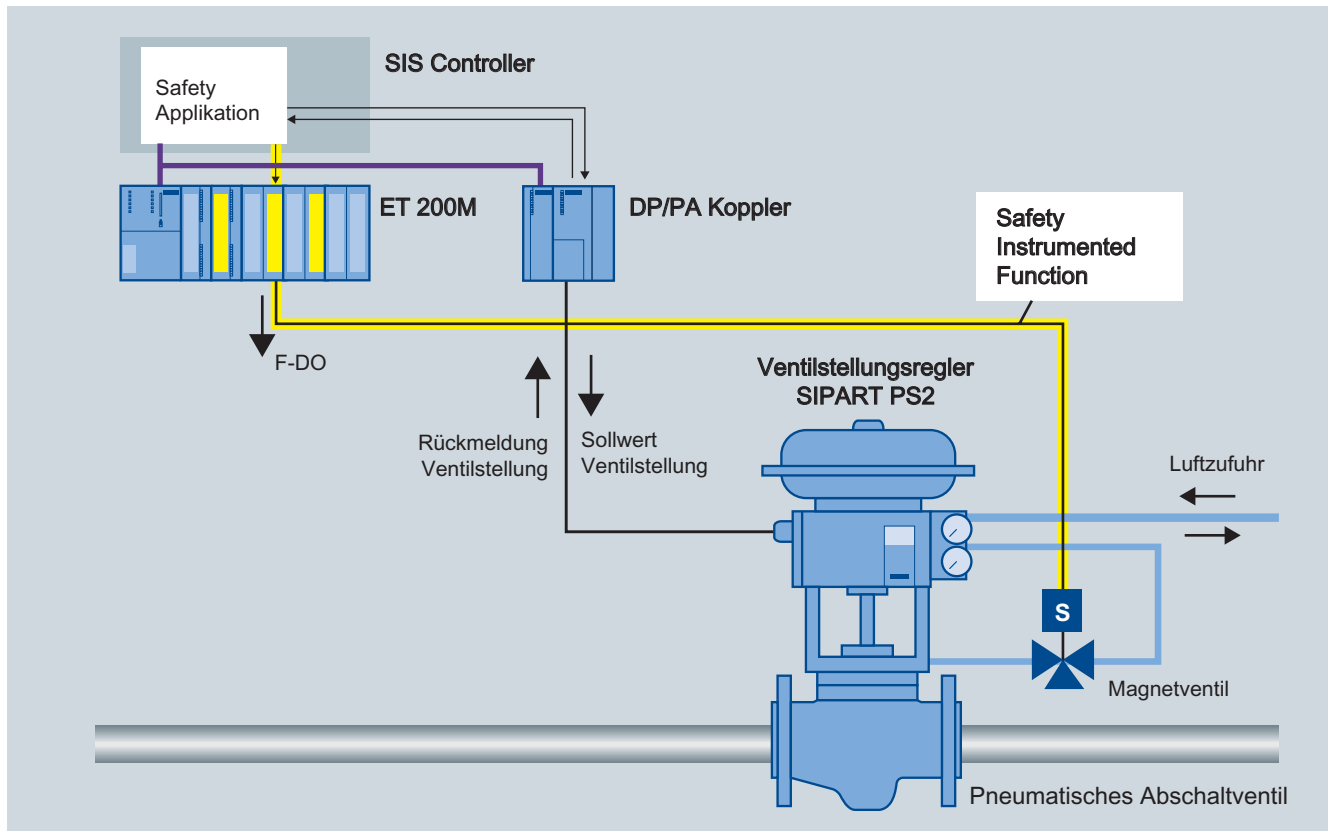 SIS Controller
Safety
Applikation
ET 200M
DP/PA Koppler
Safety
Instrumented
Function
F-DO
Ventilstellungsregler
SIPART PS2
Rückmeldung
Ventilstellung
Sollwert
Ventilstellung
Luftzufuhr
S
Magnetventil
Pneumatisches Abschaltventil